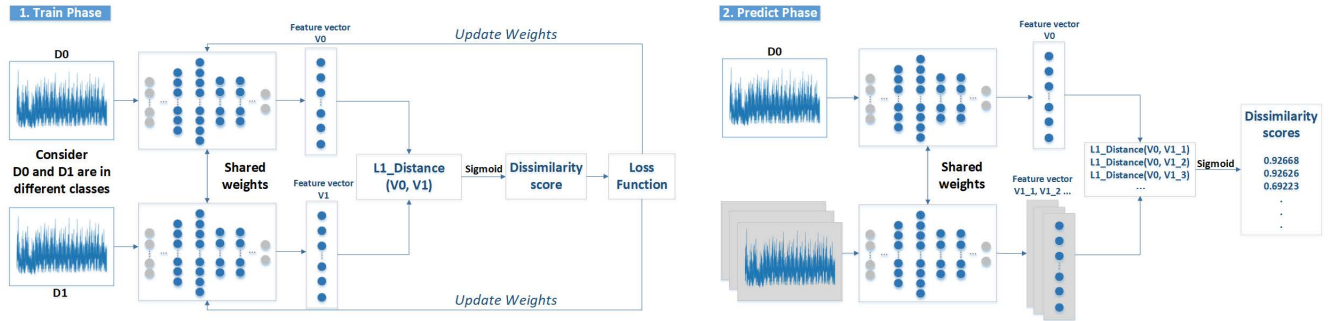 1. Train Phase
Feature vector
V0
Update Weights
D0
...
...
Consider
D0 and D1 are in
different classes
Shared
weights
L1_Distance
(V0, V1)
Sigmoid
Dissimilarity
score
Loss
Function
Feature vector
V1
...
...
D1
Update Weights
2. Predict Phase
Feature vector
V0
D0
...
...
Shared
weights
L1_Distance(V0, V1_1)
L1_Distance(V0, V1_2)
L1_Distance(V0, V1_3)
...
Sigmoid
Dissimilarity
scores
0.92668
0.92626
0.69223
.
.
.
Feature vector
V1_1, V1_2 ...
...
...